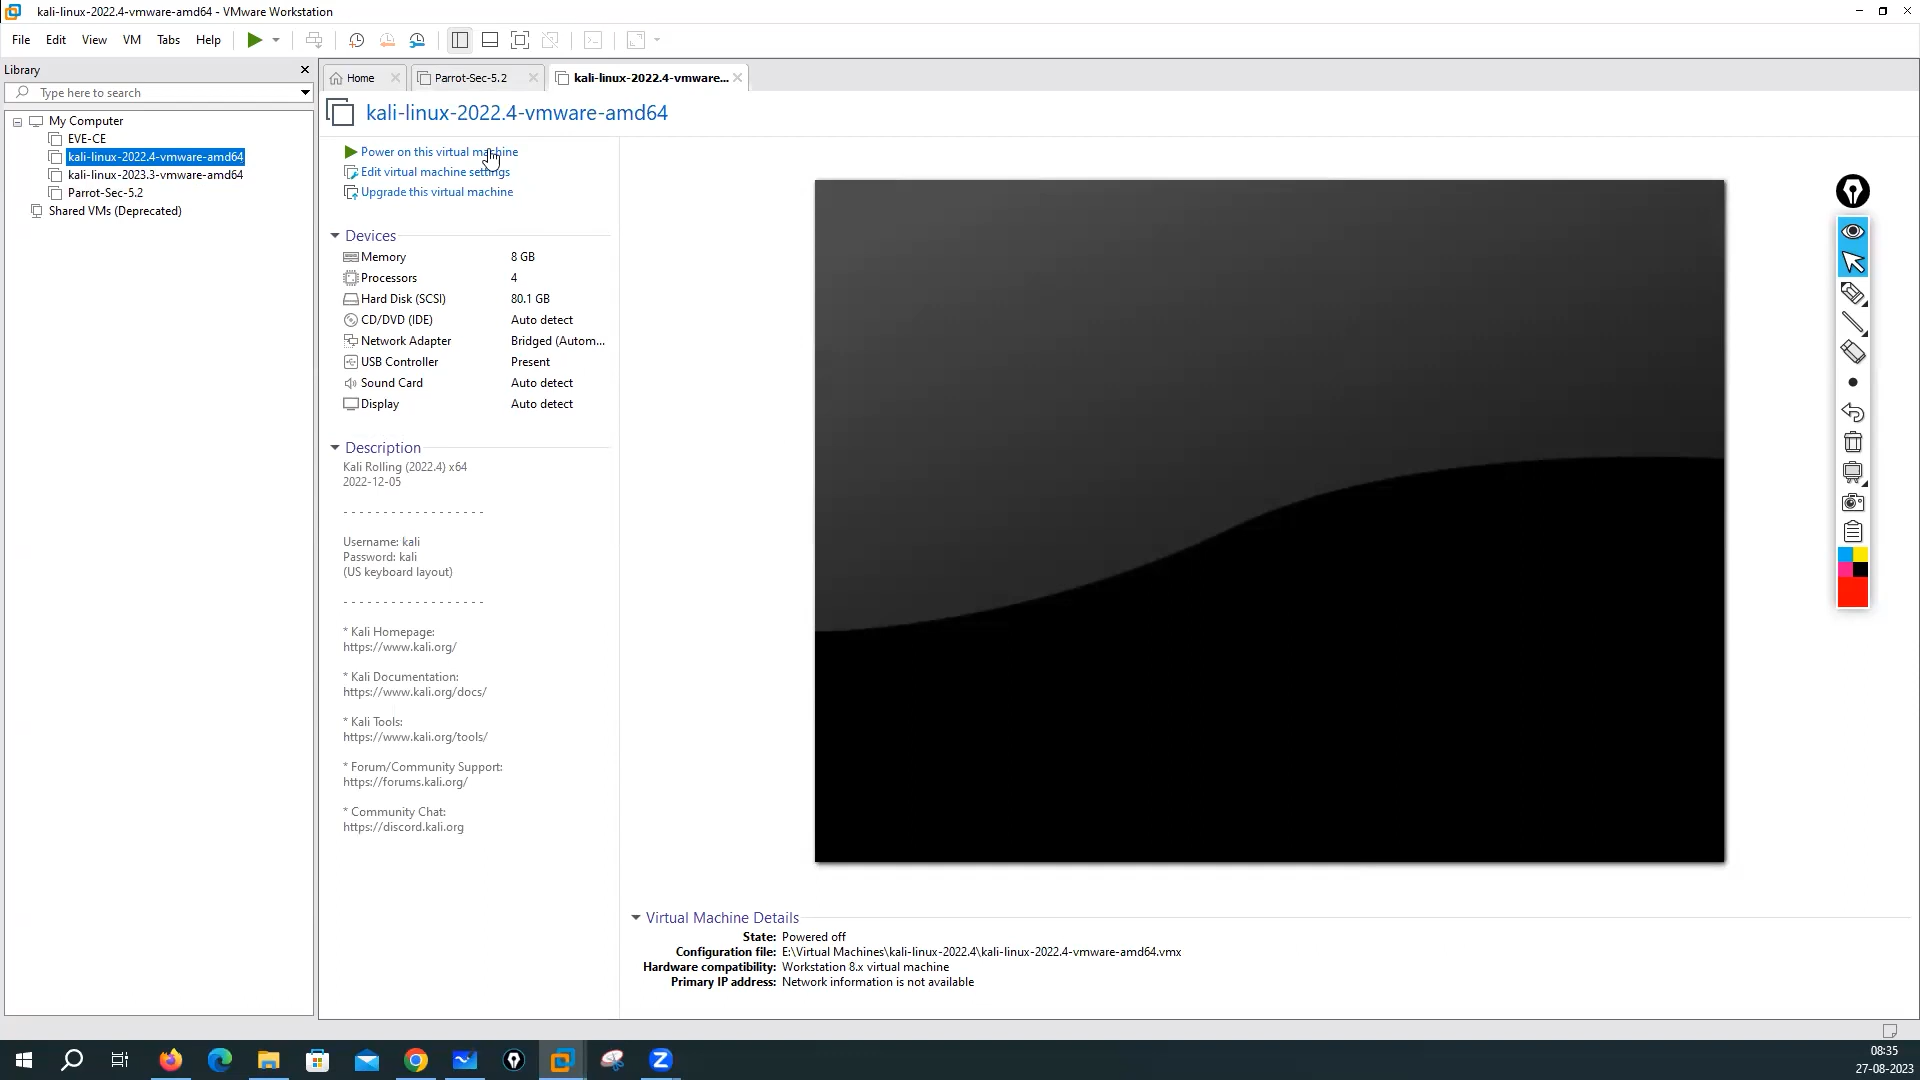 kali-linux-2022.4-vmware-amd64 - VMware Workstation
File Edit View VM Tabs Help
Library
Type here to search
My Computer
EVE-CE
kali-linux-2022.4-vmware-amd64
kali-linux-2023.3-vmware-amd64
Parrot-Sec-5.2
Shared VMs (Deprecated)
Home Parrot-Sec-5.2 kali-linux-2022.4-vmware...
kali-linux-2022.4-vmware-amd64
Power on this virtual machine
Edit virtual machine settings
Upgrade this virtual machine
Devices
Memory 8 GB
Processors 4
Hard Disk (SCSI) 80.1 GB
CD/DVD (IDE) Auto detect
Network Adapter Bridged (Autom...
USB Controller Present
Sound Card Auto detect
Display Auto detect
Description
Kali Rolling (2022.4) x64
2022-12-05
- - - - - - - - - - - - - - - - - -
Username: kali
Password: kali
(US keyboard layout)
- - - - - - - - - - - - - - - - - -
* Kali Homepage:
https://www.kali.org/
* Kali Documentation:
https://www.kali.org/docs/
* Kali Tools:
https://www.kali.org/tools/
* Forum/Community Support:
https://forums.kali.org/
* Community Chat:
https://discord.kali.org
Virtual Machine Details
State: Powered off
Configuration file: E:\Virtual Machines\kali-linux-2022.4\kali-linux-2022.4-vmware-amd64.vmx
Hardware compatibility: Workstation 8.x virtual machine
Primary IP address: Network information is not available
08:35
27-08-2023